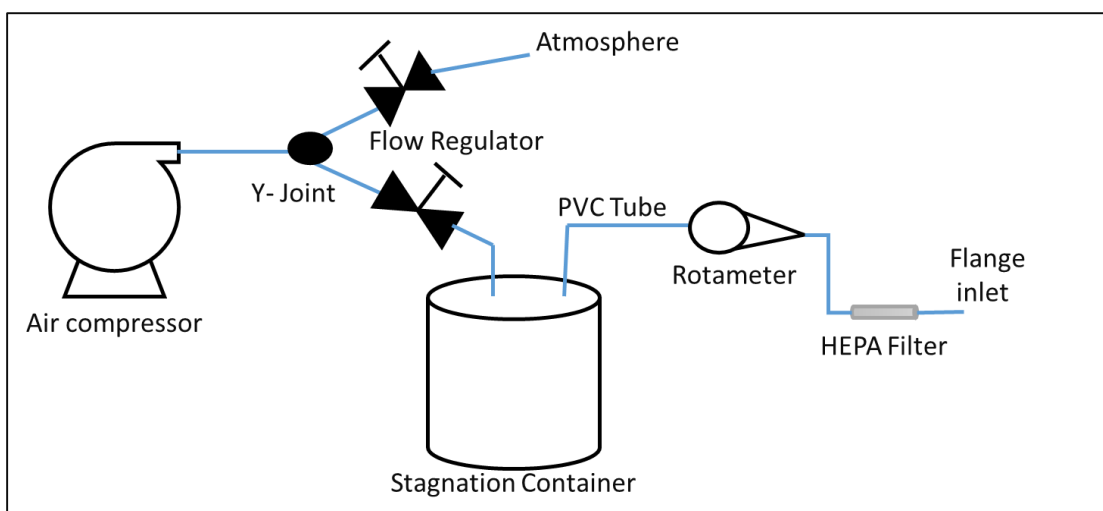 Atmosphere
Flow Regulator
Y- Joint
PVC Tube
Rotameter
Flange
inlet
Air compressor
HEPA Filter
Stagnation Container